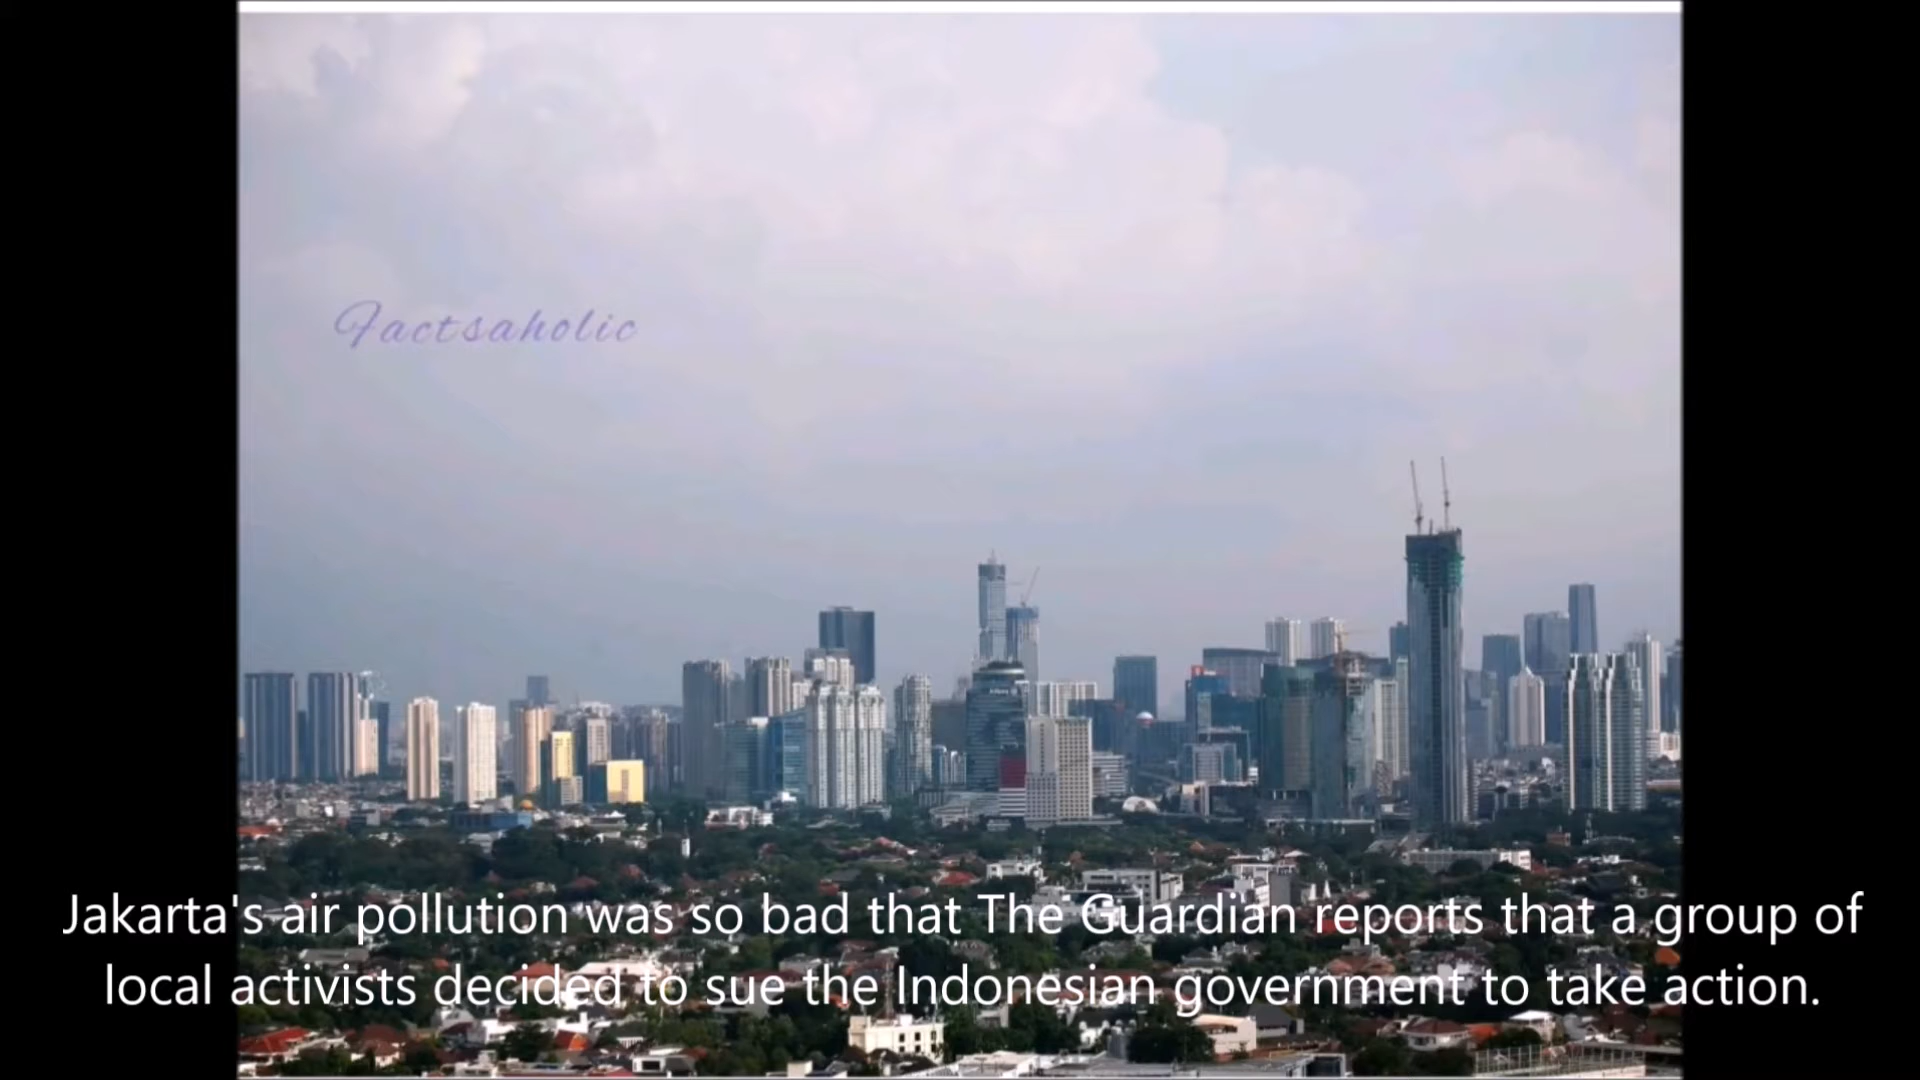 Factsaholic
Jakarta's air pollution was so bad that The Guardian reports that a group of
local activists decided to sue the Indonesian government to take action.